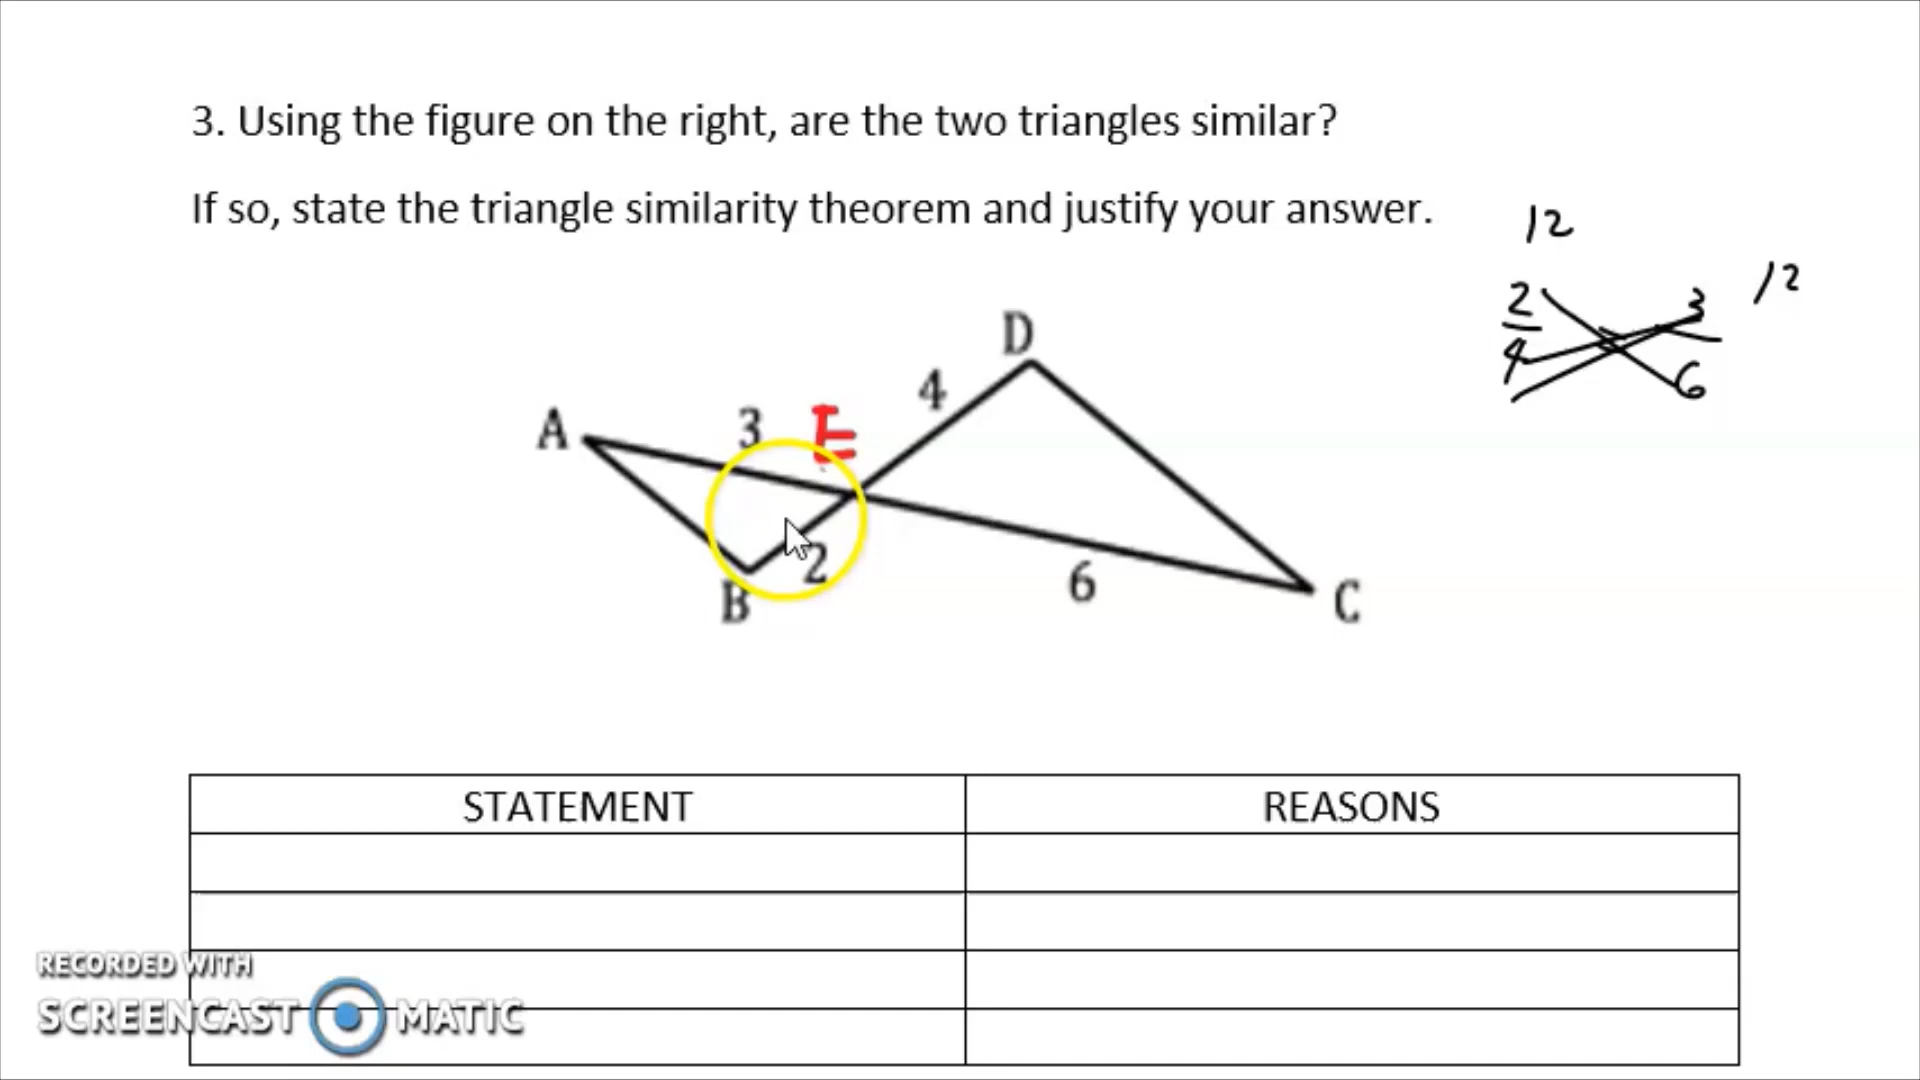 3. Using the figure on the right, are the two triangles similar?
If so, state the triangle similarity theorem and justify your answer.
12
12
2 3
4 6
D
4
A 3 E
2
B 6 C
STATEMENT REASONS
RECORDED WITH
SCREENCAST MATIC